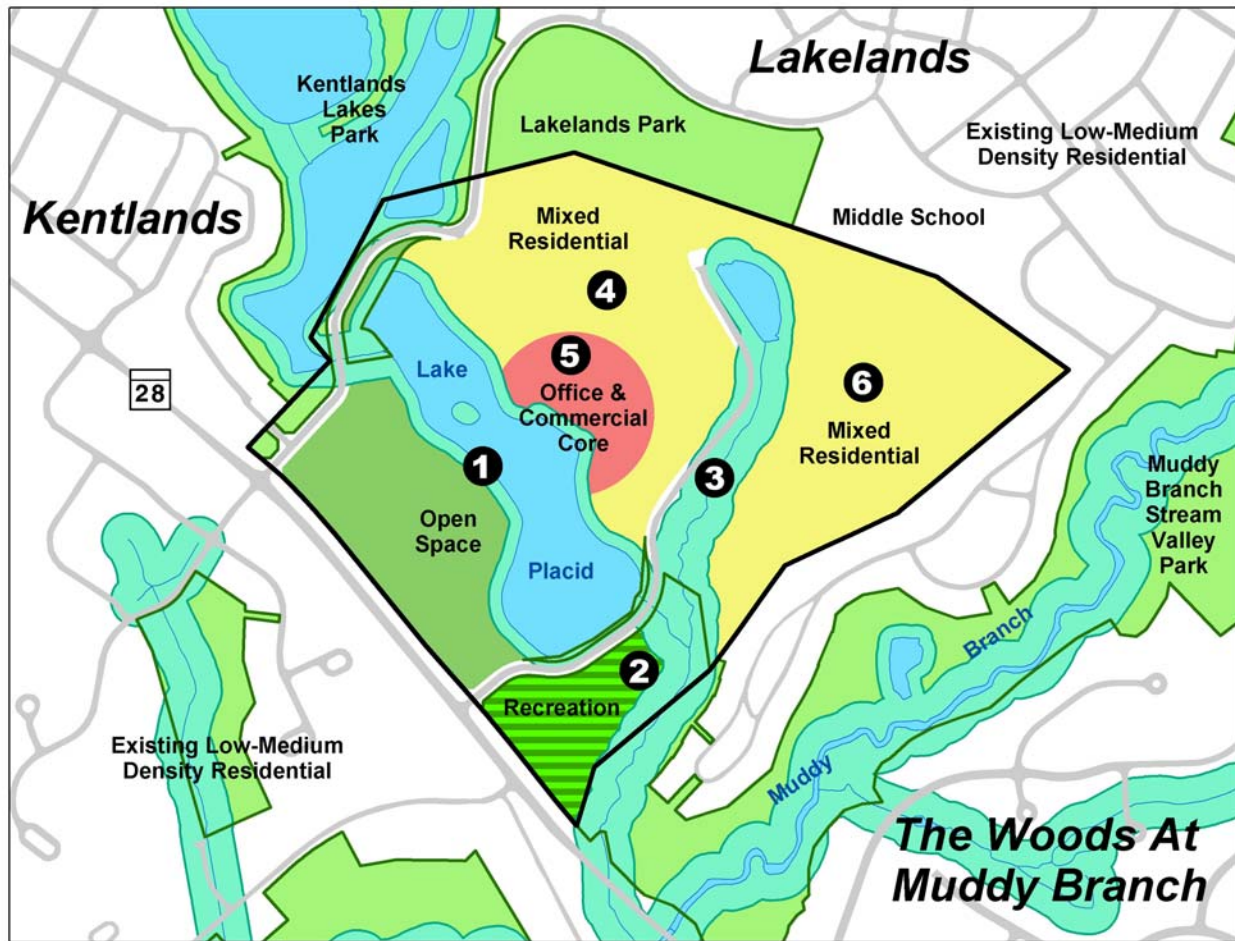 Lakelands
Kentlands
Lakes
Park
Lakelands Park
Existing Low-Medium
Density Residential
Kentlands
Mixed
Residential
Middle School
4
5
Lake
Office &
Commercial
Core
28
6
Mixed
Residential
1
3
Muddy
Branch
Stream
Valley
Park
Open
Space
Placid
2
Recreation
Branch
Muddy
Existing Low-Medium
Density Residential
The Woods At
Muddy Branch